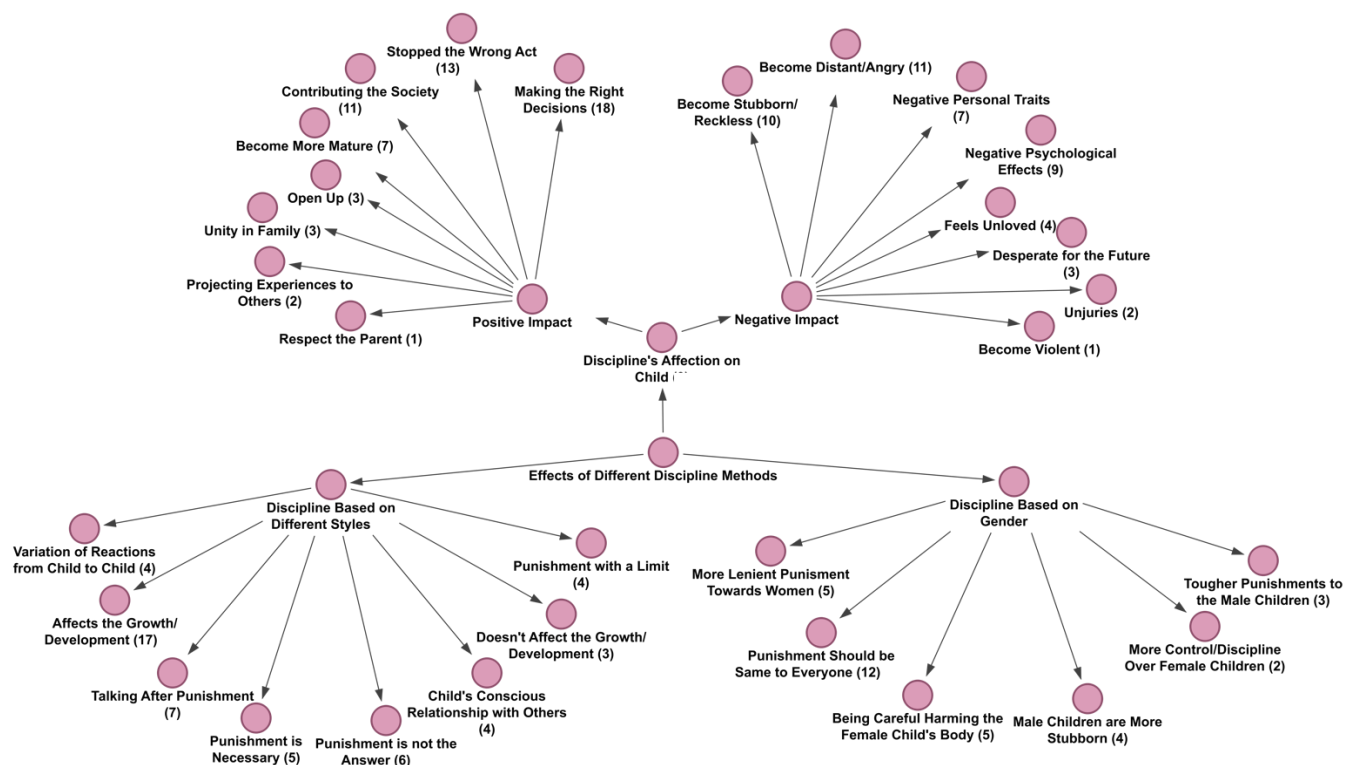 Stopped the Wrong Act
(13)
Contributing the Society
(11)
Making the Right
Decisions (18)
Become More Mature (7)
Open Up (3)
Unity in Family (3)
Projecting Experiences to
Others (2)
Respect the Parent (1)
Positive Impact
Become Distant/Angry (11)
Become Stubborn/
Reckless (10)
Negative Personal Traits
(7)
Negative Psychological
Effects (9)
Feels Unloved (4)
Desperate for the Future
(3)
Unjuries (2)
Become Violent (1)
Negative Impact
Discipline's Affection on
Child
Effects of Different Discipline Methods
Discipline Based on
Different Styles
Variation of Reactions
from Child to Child (4)
Affects the Growth/
Development (17)
Talking After Punishment
(7)
Punishment is
Necessary (5)
Punishment is not the
Answer (6)
Child's Conscious
Relationship with Others
(4)
Doesn't Affect the Growth/
Development (3)
Punishment with a Limit
(4)
Discipline Based on
Gender
More Lenient Punisment
Towards Women (5)
Punishment Should be
Same to Everyone (12)
Being Careful Harming the
Female Child's Body (5)
Male Children are More
Stubborn (4)
More Control/Discipline
Over Female Children (2)
Tougher Punishments to
the Male Children (3)